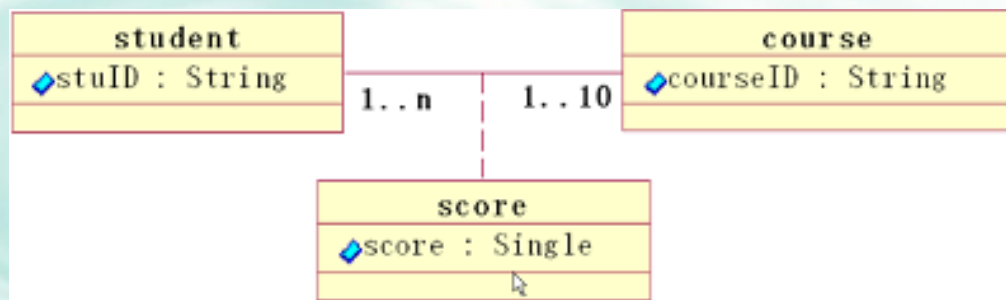 student
stuID : String
1..n
1..10
course
courseID : String
score
score : Single